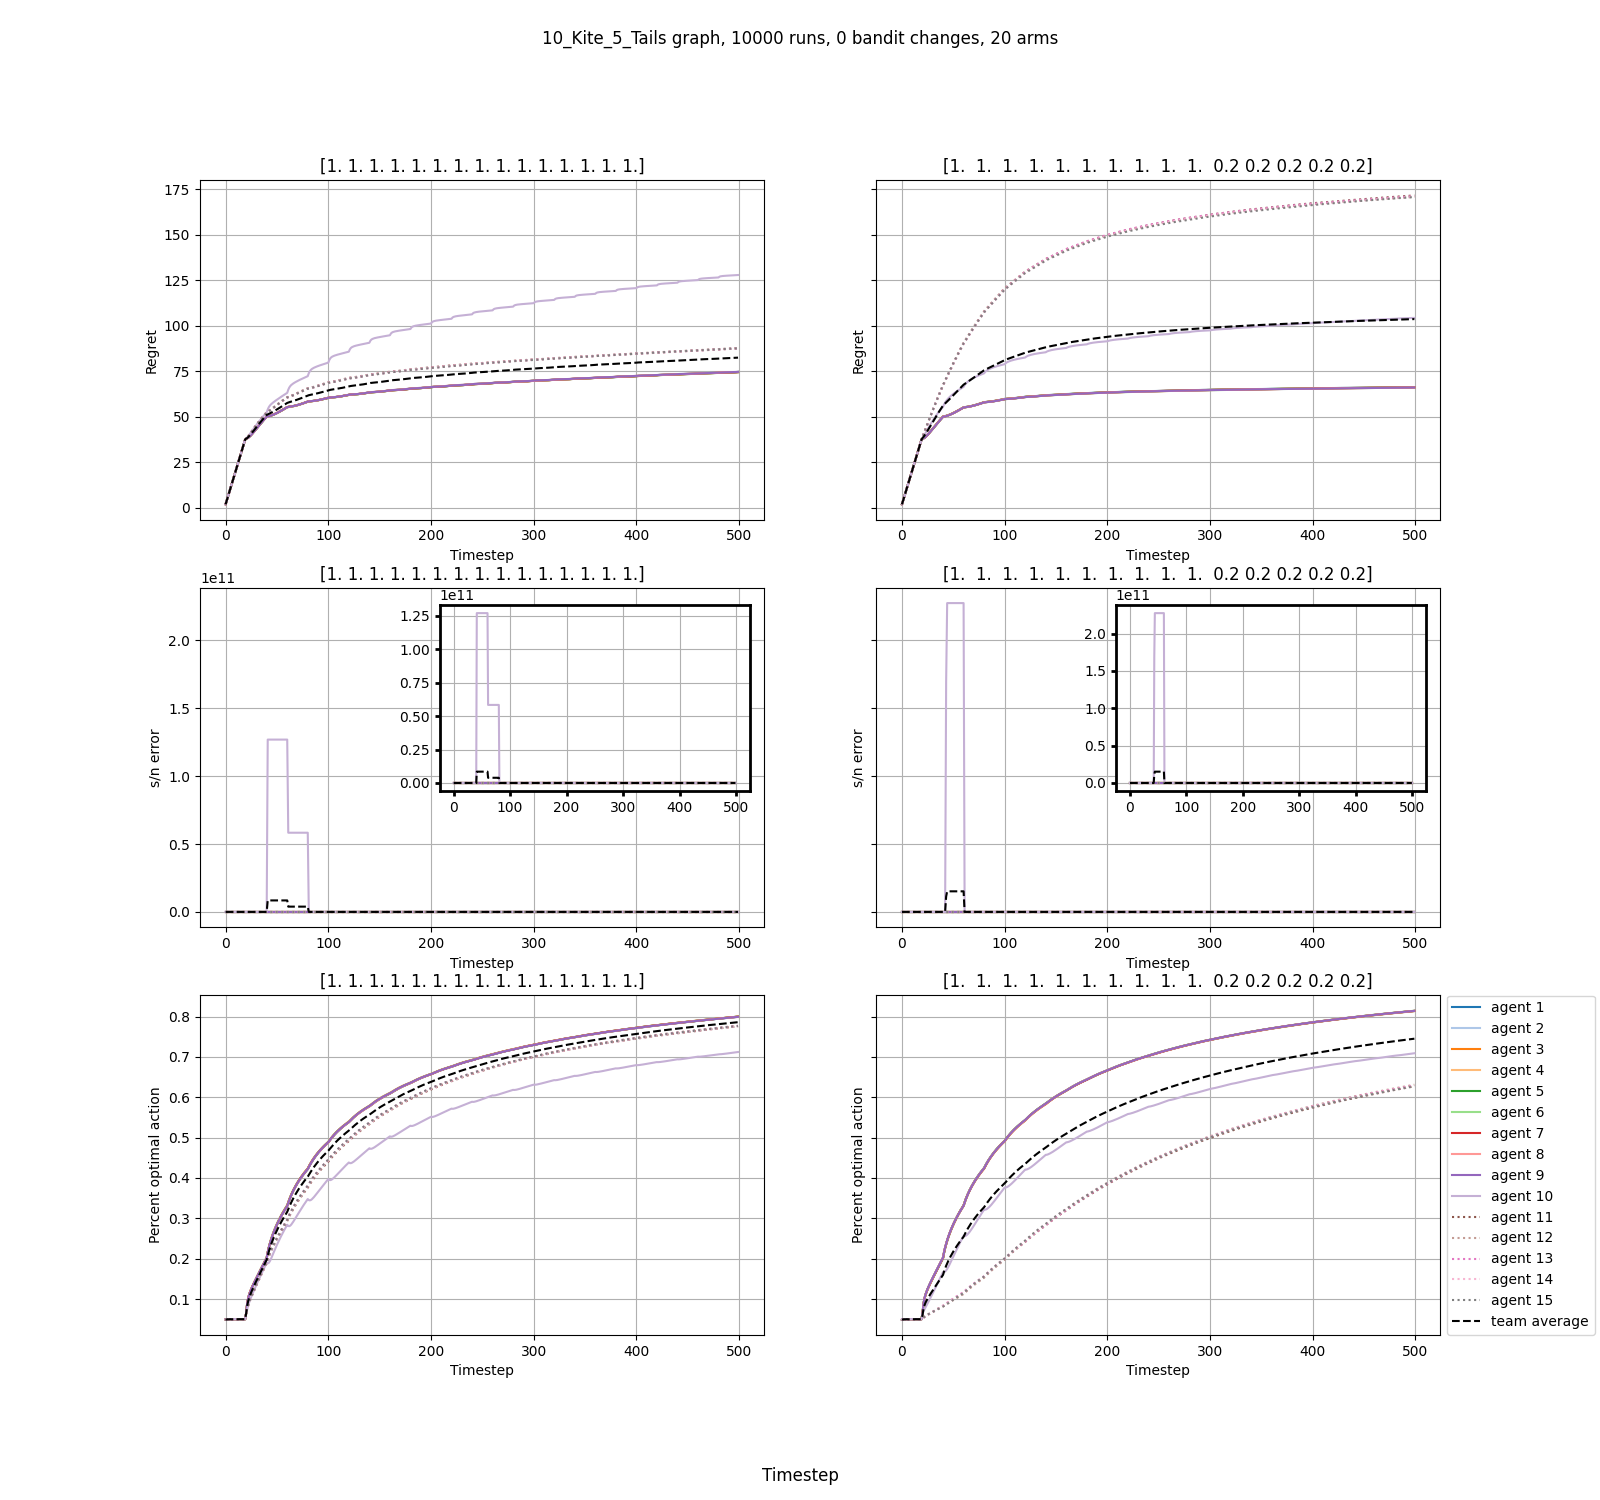 10_Kite_5_Tails graph, 10000 runs, 0 bandit changes, 20 arms
[1. 1. 1. 1. 1. 1. 1. 1. 1. 1. 1. 1. 1. 1. 1.]
175
150
125
100
75
50
25
0
Regret
0 100 200 300 400 500
Timestep
[1.  1.  1.  1.  1.  1.  1.  1.  1.  1.  0.2 0.2 0.2 0.2 0.2]
Regret
0 100 200 300 400 500
Timestep
[1. 1. 1. 1. 1. 1. 1. 1. 1. 1. 1. 1. 1. 1. 1.]
1e11
2.0
1.5
1.0
0.5
0.0
s/n error
0 100 200 300 400 500
Timestep
1e11
1.25
1.00
0.75
0.50
0.25
0.00
0 100 200 300 400 500
[1.  1.  1.  1.  1.  1.  1.  1.  1.  1.  0.2 0.2 0.2 0.2 0.2]
s/n error
0 100 200 300 400 500
Timestep
1e11
2.0
1.5
1.0
0.5
0.0
0 100 200 300 400 500
[1. 1. 1. 1. 1. 1. 1. 1. 1. 1. 1. 1. 1. 1. 1.]
0.8
0.7
0.6
0.5
0.4
0.3
0.2
0.1
Percent optimal action
0 100 200 300 400 500
Timestep
[1.  1.  1.  1.  1.  1.  1.  1.  1.  1.  0.2 0.2 0.2 0.2 0.2]
Percent optimal action
0 100 200 300 400 500
Timestep
agent 1
agent 2
agent 3
agent 4
agent 5
agent 6
agent 7
agent 8
agent 9
agent 10
agent 11
agent 12
agent 13
agent 14
agent 15
team average
Timestep